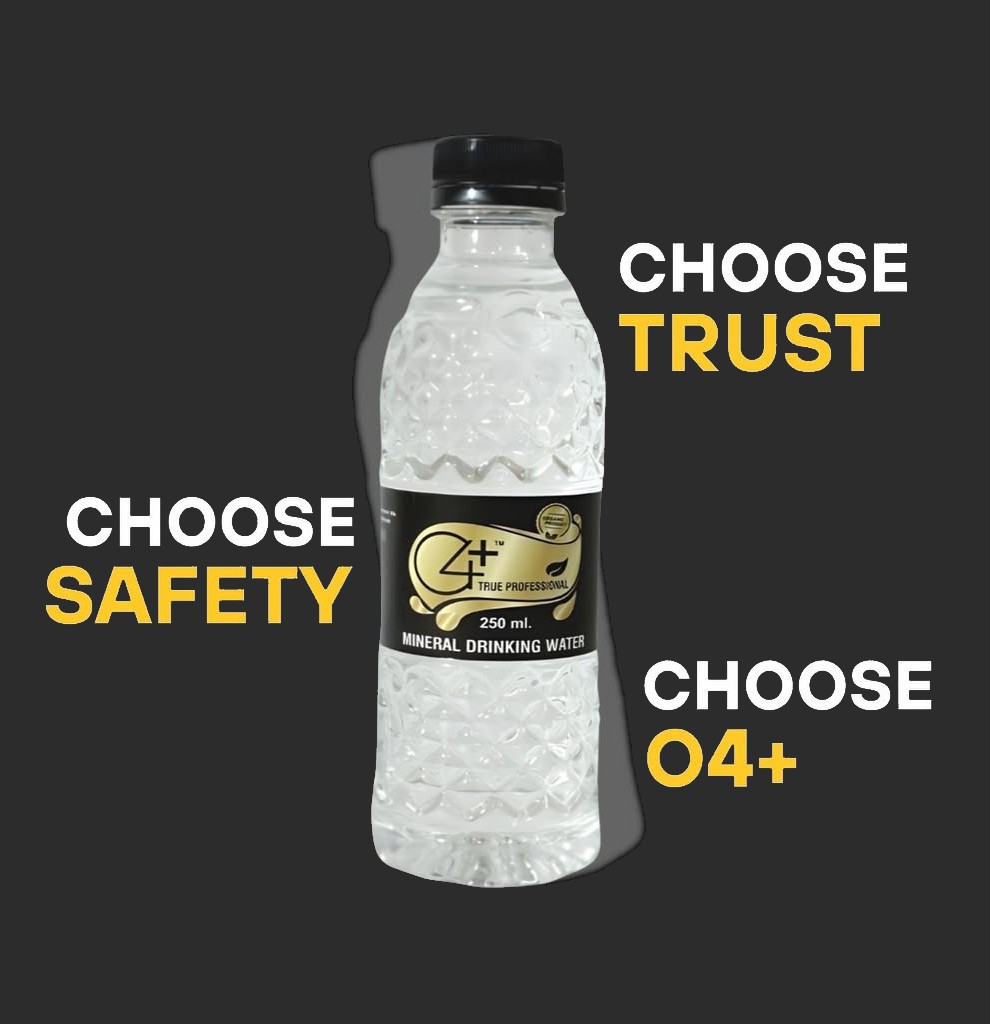 CHOOSE
TRUST
CHOOSE
SAFETY
O4+™
TRUE PROFESSIONAL
250 ml.
MINERAL DRINKING WATER
CHOOSE
O4+